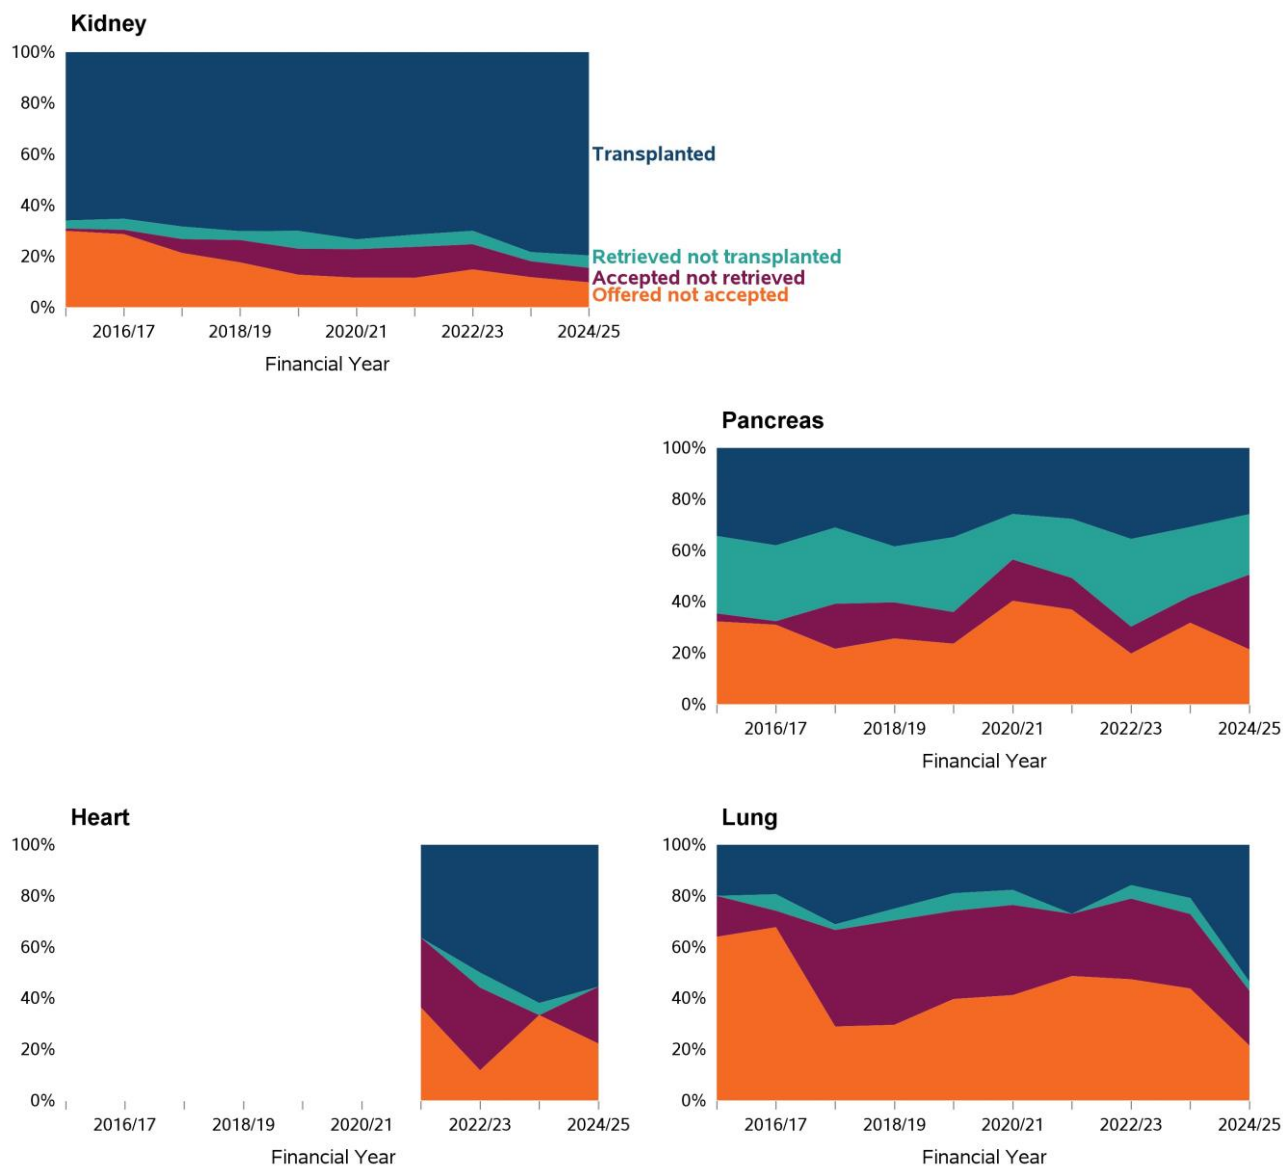 Kidney
100%
80%
60%
40%
20%
0%
Transplanted
Retrieved not transplanted
Accepted not retrieved
Offered not accepted
2016/17 2018/19 2020/21 2022/23 2024/25
Financial Year
Pancreas
100%
80%
60%
40%
20%
0%
2016/17 2018/19 2020/21 2022/23 2024/25
Financial Year
Heart
100%
80%
60%
40%
20%
0%
2016/17 2018/19 2020/21 2022/23 2024/25
Financial Year
Lung
100%
80%
60%
40%
20%
0%
2016/17 2018/19 2020/21 2022/23 2024/25
Financial Year